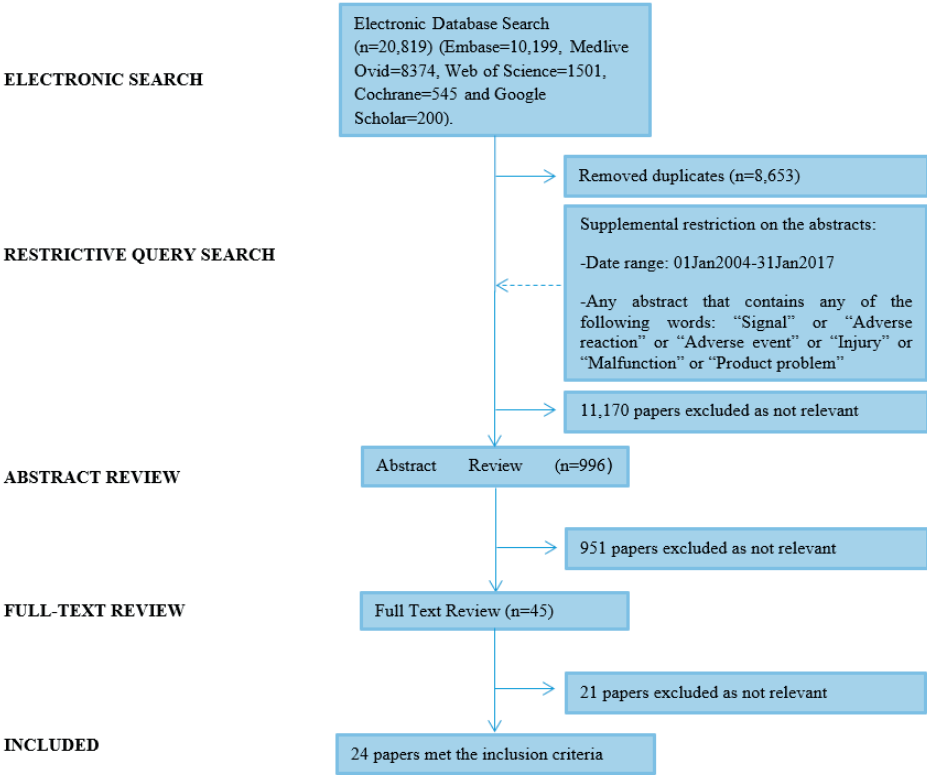 Electronic Database Search
(n=20,819) (Embase=10,199, Medlive
Ovid=8374, Web of Science=1501,
Cochrane=545 and Google
Scholar=200).
ELECTRONIC SEARCH
Removed duplicates (n=8,653)
RESTRICTIVE QUERY SEARCH
Supplemental restriction on the abstracts:
-Date range: 01Jan2004-31Jan2017
-Any abstract that contains any of the
following words: “Signal” or “Adverse
reaction” or “Adverse event” or “Injury” or
“Malfunction” or “Product problem”
11,170 papers excluded as not relevant
ABSTRACT REVIEW
Abstract Review (n=996)
951 papers excluded as not relevant
FULL-TEXT REVIEW
Full Text Review (n=45)
21 papers excluded as not relevant
INCLUDED
24 papers met the inclusion criteria